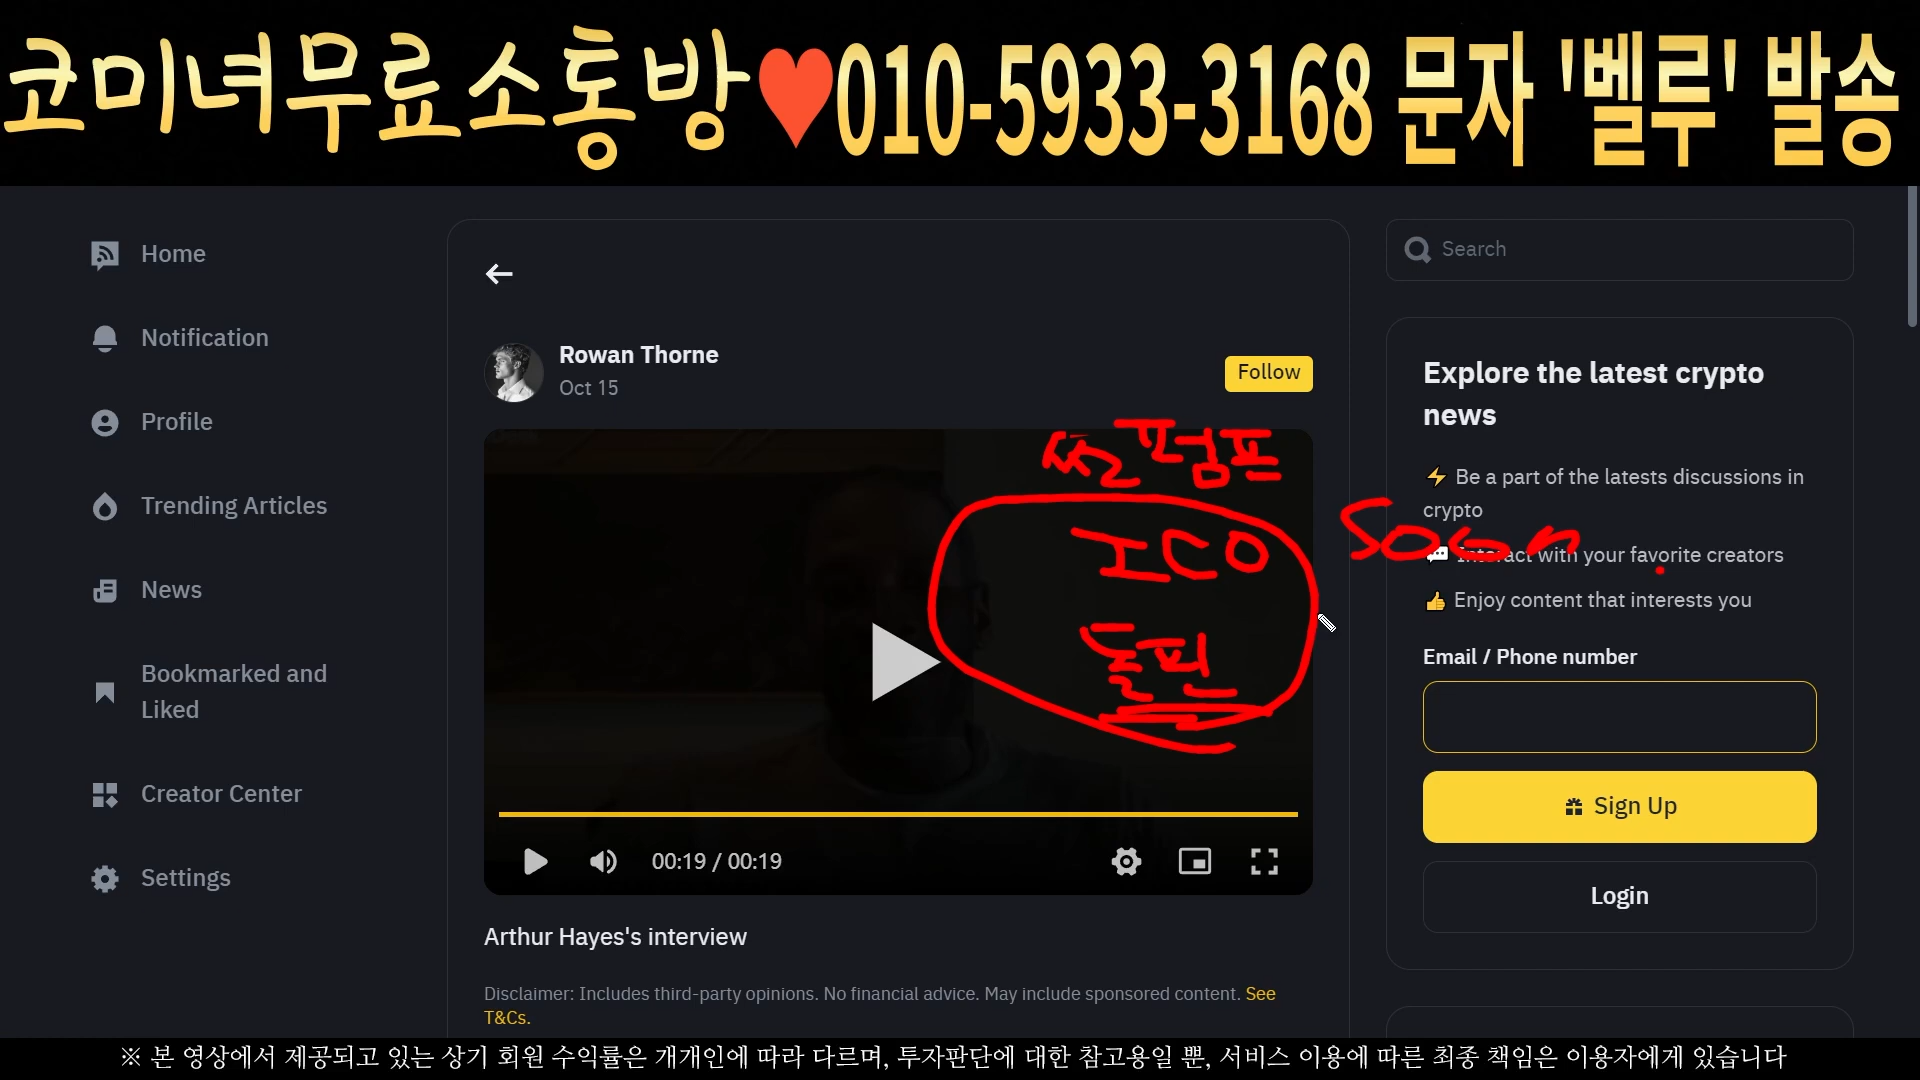 코미녀무료소통방♥010-5933-3168 문자 '벨루' 발송
Home
Notification
Profile
Trending Articles
News
Bookmarked and
Liked
Creator Center
Settings
Rowan Thorne
Oct 15
Follow
펌프
ICO
Soon
00:19 / 00:19
Arthur Hayes's interview
Disclaimer: Includes third-party opinions. No financial advice. May include sponsored content. See
T&Cs.
Search
Explore the latest crypto
news
⚡ Be a part of the latests discussions in
crypto
💬 Interact with your favorite creators
👍 Enjoy content that interests you
Email / Phone number
Sign Up
Login
※ 본 영상에서 제공되고 있는 상기 회원 수익률은 개개인에 따라 다르며, 투자판단에 대한 참고용일 뿐, 서비스 이용에 따른 최종 책임은 이용자에게 있습니다